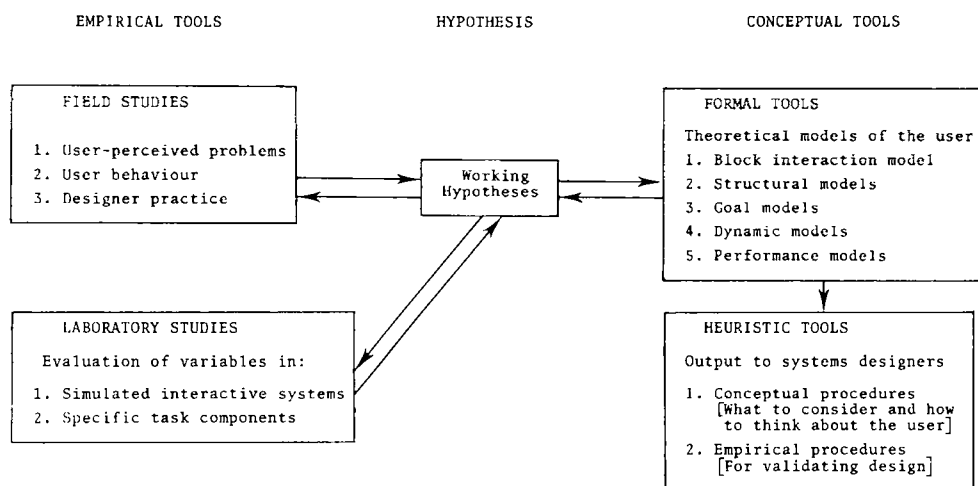 EMPIRICAL TOOLS
HYPOTHESIS
CONCEPTUAL TOOLS
FIELD STUDIES
1. User-perceived problems
2. User behaviour
3. Designer practice
Working
Hypotheses
FORMAL TOOLS
Theoretical models of the user
1. Block interaction model
2. Structural models
3. Goal models
4. Dynamic models
5. Performance models
LABORATORY STUDIES
Evaluation of variables in:
1. Simulated interactive systems
2. Specific task components
HEURISTIC TOOLS
Output to systems designers
1. Conceptual procedures
[What to consider and how
to think about the user]
2. Empirical procedures
[For validating design]